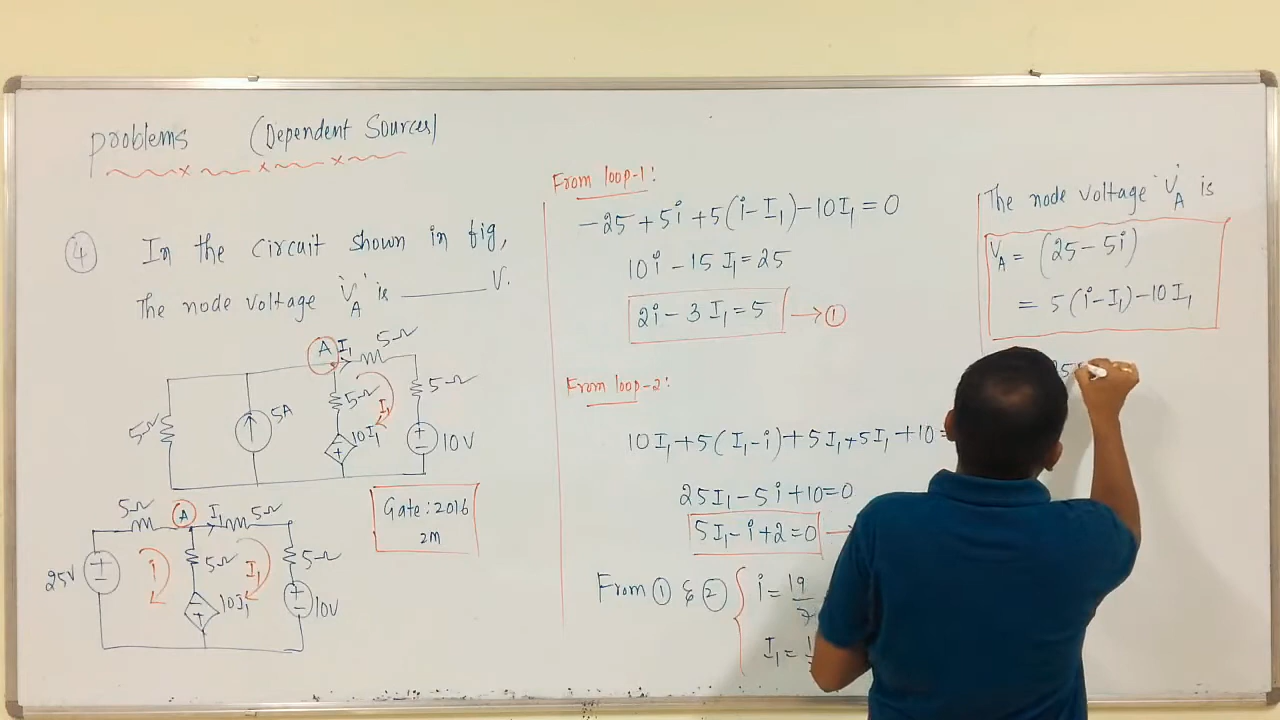 problems (Dependent Sources)
④ In the circuit shown in fig,
The node voltage 'V_A' is ______ V.
A I₁ 5Ω
5Ω 5A 5Ω I₁ 5Ω
10I₁ 10V
5Ω A I₁ 5Ω
25V i 5Ω I₁ 5Ω
10I₁ 10V
Gate: 2016
2M
From loop-1:
-25+5i+5(i-I₁)-10I₁=0
10i-15I₁=25
2i-3I₁=5 → ①
From loop-2:
10I₁+5(I₁-i)+5I₁+5I₁+10=
25I₁-5i+10=0
5I₁-i+2=0 →
From ① & ② { i=19/7
I₁=
The node voltage 'V_A' is
V_A = (25-5i)
= 5(i-I₁)-10I₁